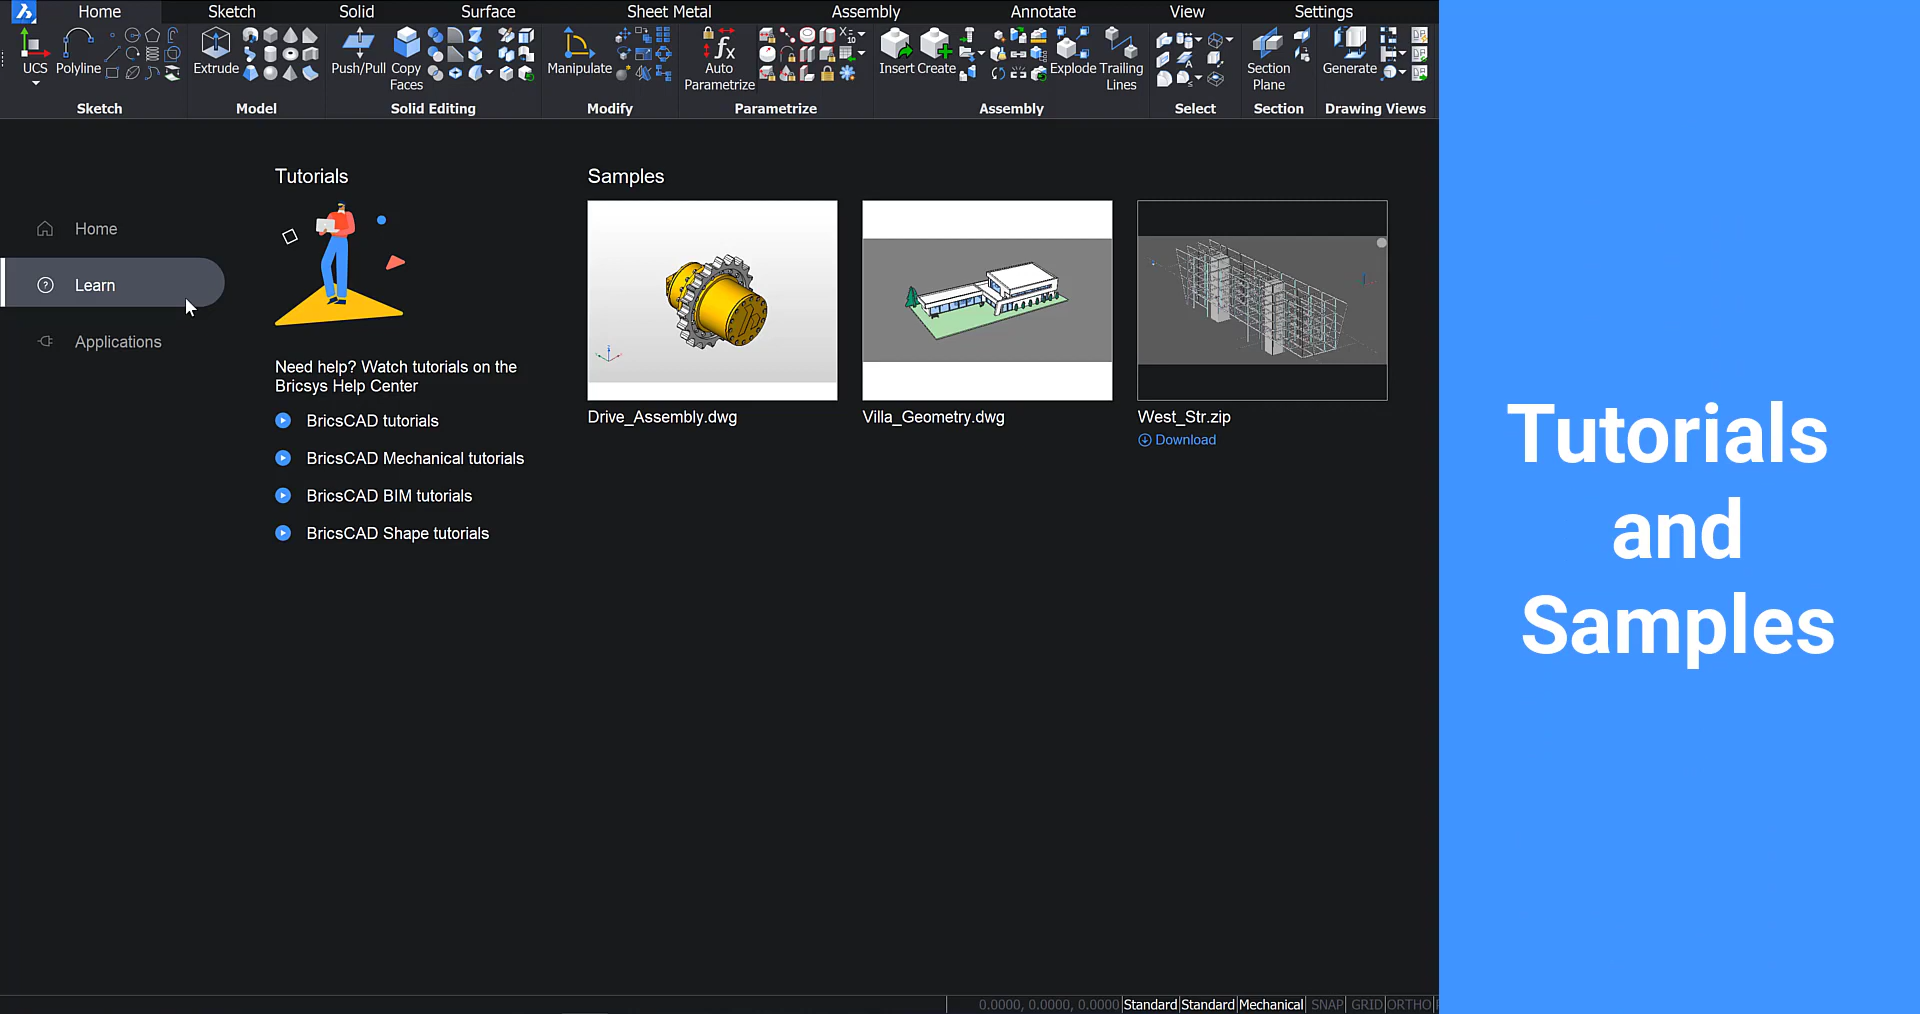 Home Sketch Solid Surface Sheet Metal Assembly Annotate View Settings
UCS Polyline Extrude Push/Pull Copy Faces Manipulate Auto Parametrize Insert Create Explode Trailing Lines Section Plane Generate
Sketch Model Solid Editing Modify Parametrize Assembly Select Section Drawing Views
Home
Learn
Applications
Tutorials
Need help? Watch tutorials on the
Bricsys Help Center
BricsCAD tutorials
BricsCAD Mechanical tutorials
BricsCAD BIM tutorials
BricsCAD Shape tutorials
Samples
Drive_Assembly.dwg
Villa_Geometry.dwg
West_Str.zip
Download
Tutorials
and
Samples
0.0000, 0.0000, 0.0000 Standard Standard Mechanical SNAP GRID ORTHO